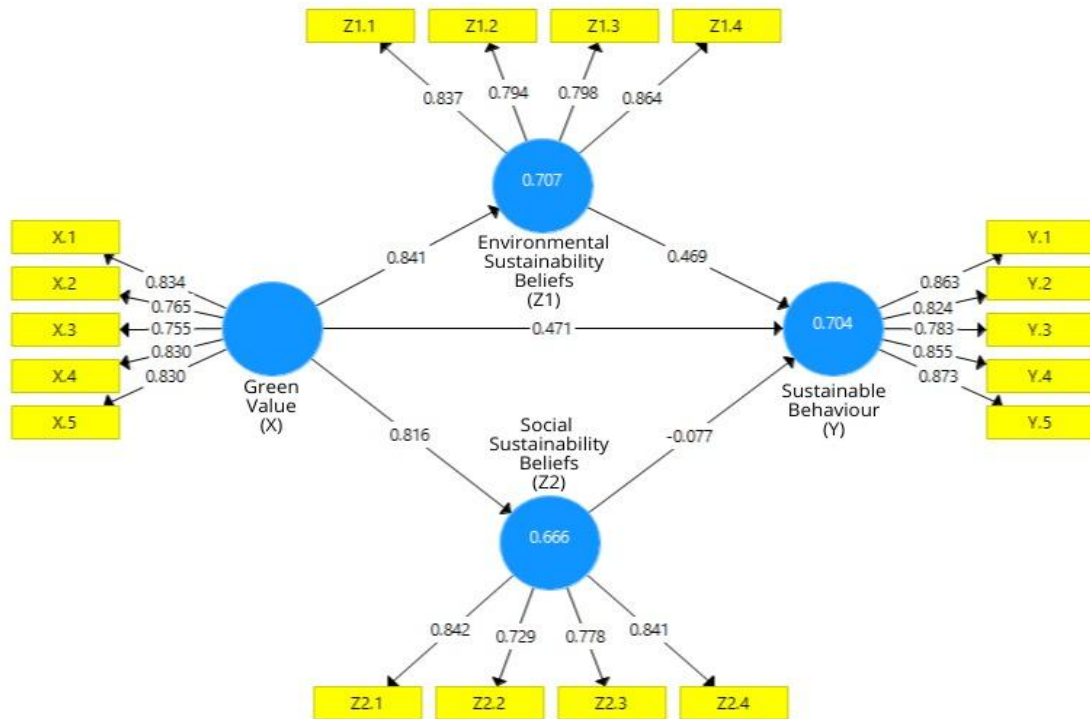 Z1.1
Z1.2
Z1.3
Z1.4
0.837
0.794
0.798
0.864
0.707
Environmental
Sustainability
Beliefs
(Z1)
X.1
X.2
X.3
X.4
X.5
0.834
0.765
0.755
0.830
0.830
Green
Value
(X)
0.841
0.469
0.471
0.816
-0.077
Y.1
Y.2
Y.3
Y.4
Y.5
0.863
0.824
0.783
0.855
0.873
0.704
Sustainable
Behaviour
(Y)
Social
Sustainability
Beliefs
(Z2)
0.666
0.842
0.729
0.778
0.841
Z2.1
Z2.2
Z2.3
Z2.4